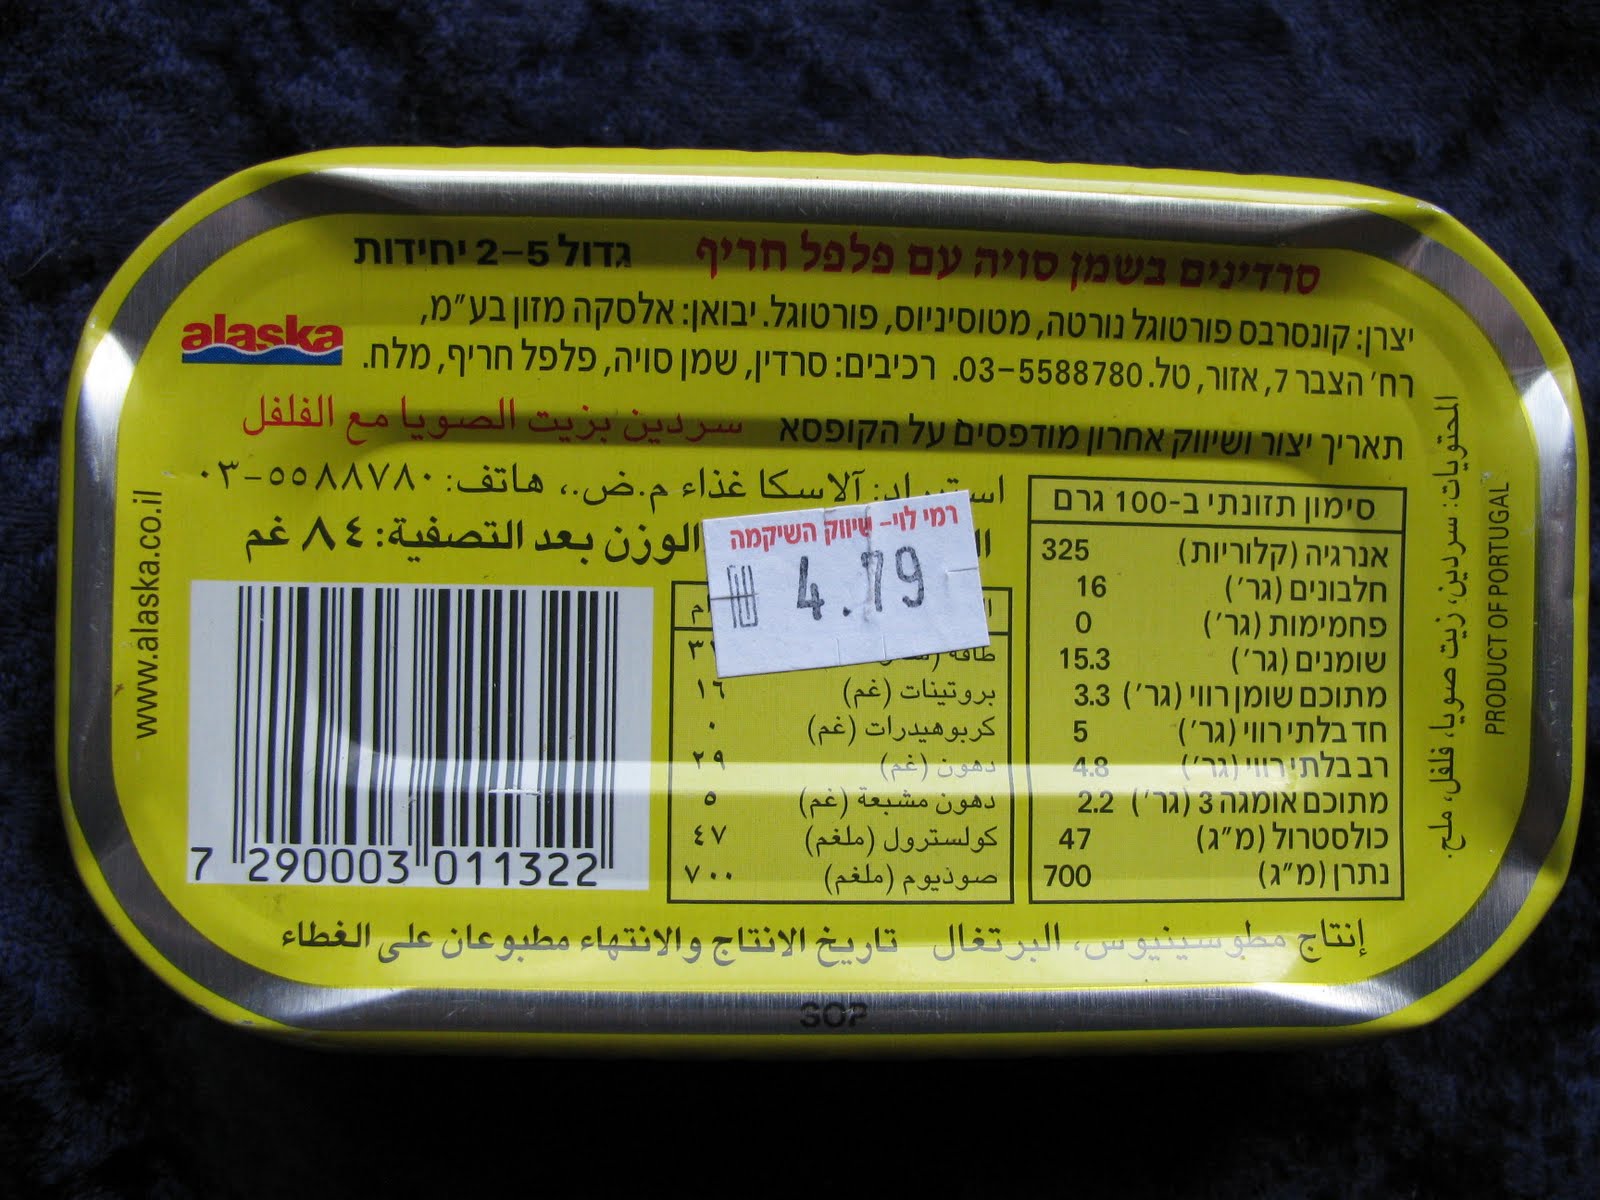 סרדינים בשמן סויה עם פלפל חריף גדול 2-5 יחידות
יצרן: קונסרבס פורטוגל נורטה, מטוסיניוס, פורטוגל. יבואן: אלסקה מזון בע"מ,
רח' הצבר 7, אזור, טל. 03-5588780. רכיבים: סרדין, שמן סויה, פלפל חריף, מלח.
alaska
תאריך יצור ושיווק אחרון מודפסים על הקופסא سردين بزيت الصويا مع الفلفل
استيراد: آلاسكا غذاء م.ض.، هاتف: ٠٣-٥٥٨٨٧٨٠
الوزن بعد التصفية: ٨٤ غم
רמי לוי- שיווק השיקמה
₪ 4.79
סימון תזונתי ב-100 גרם
אנרגיה (קלוריות) 325
חלבונים (גר') 16
פחמימות (גר') 0
שומנים (גר') 15.3
מתוכם שומן רווי (גר') 3.3
חד בלתי רווי (גר') 5
רב בלתי רווי (גר') 4.8
מתוכם אומגה 3 (גר') 2.2
כולסטרול (מ"ג) 47
נתרן (מ"ג) 700
طاقة
بروتينات (غم) ١٦
كربوهيدرات (غم) ٠
دهون (غم) ٢٩
دهون مشبعة (غم) ٥
كولسترول (ملغم) ٤٧
صوديوم (ملغم) ٧٠٠
7 290003 011322
إنتاج مطوسينيوس، البرتغال تاريخ الانتاج والانتهاء مطبوعان على الغطاء
www.alaska.co.il
المحتويات: سردين، زيت صويا، فلفل، ملح.
PRODUCT OF PORTUGAL